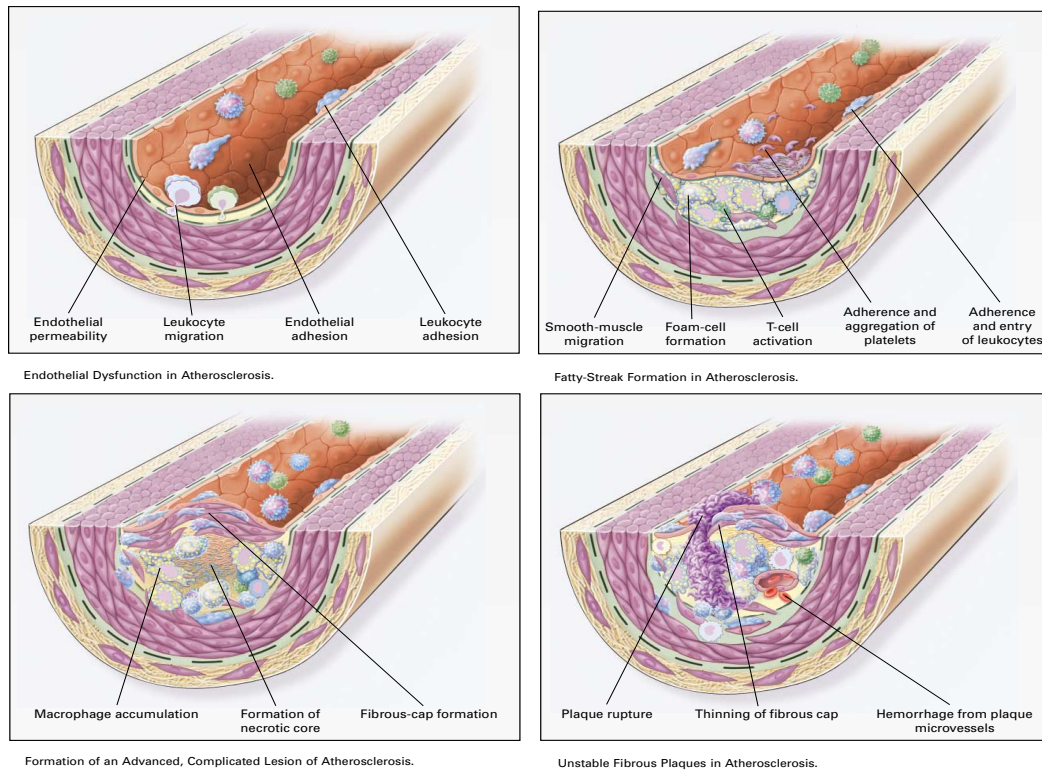 Endothelial
permeability
Leukocyte
migration
Endothelial
adhesion
Leukocyte
adhesion
Endothelial Dysfunction in Atherosclerosis.
Smooth-muscle
migration
Foam-cell
formation
T-cell
activation
Adherence and
aggregation of
platelets
Adherence
and entry
of leukocytes
Fatty-Streak Formation in Atherosclerosis.
Macrophage accumulation
Formation of
necrotic core
Fibrous-cap formation
Formation of an Advanced, Complicated Lesion of Atherosclerosis.
Plaque rupture
Thinning of fibrous cap
Hemorrhage from plaque
microvessels
Unstable Fibrous Plaques in Atherosclerosis.